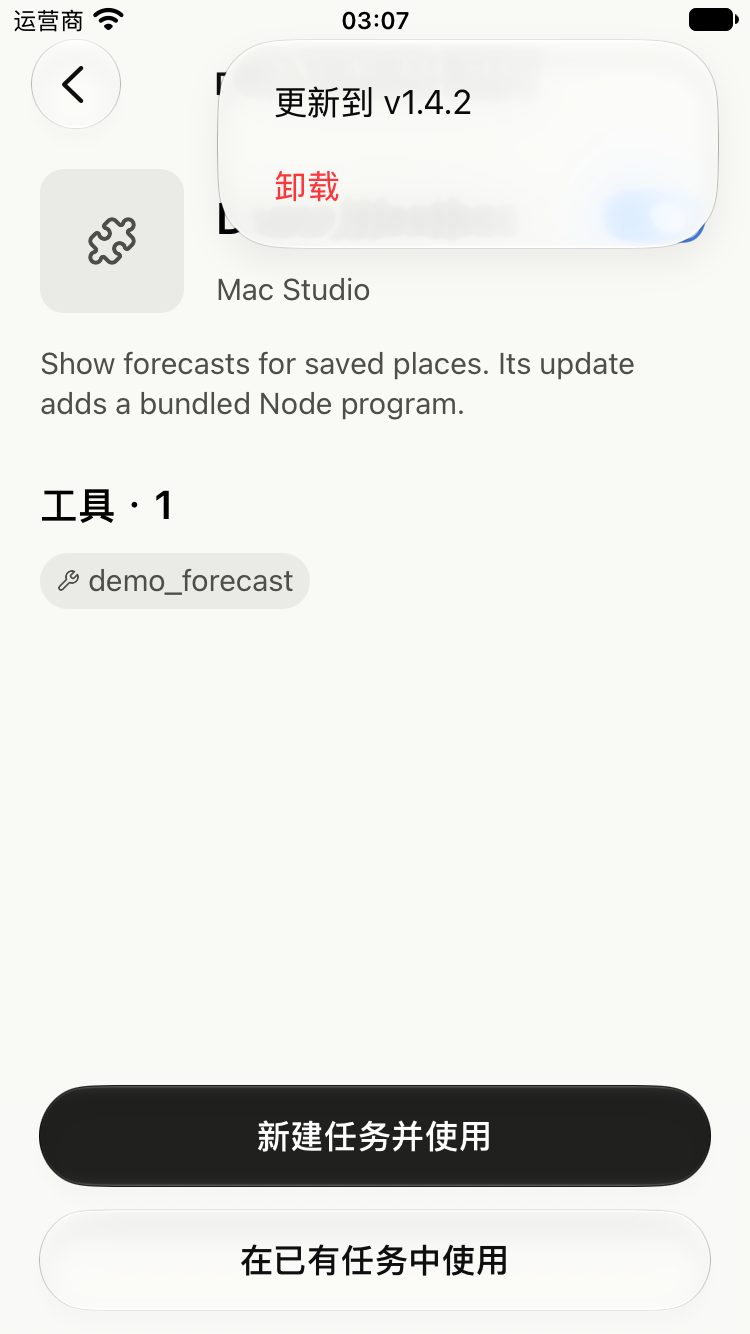 运营商
03:07
更新到 v1.4.2
卸载
Mac Studio
Show forecasts for saved places. Its update
adds a bundled Node program.
工具 · 1
demo_forecast
新建任务并使用
在已有任务中使用